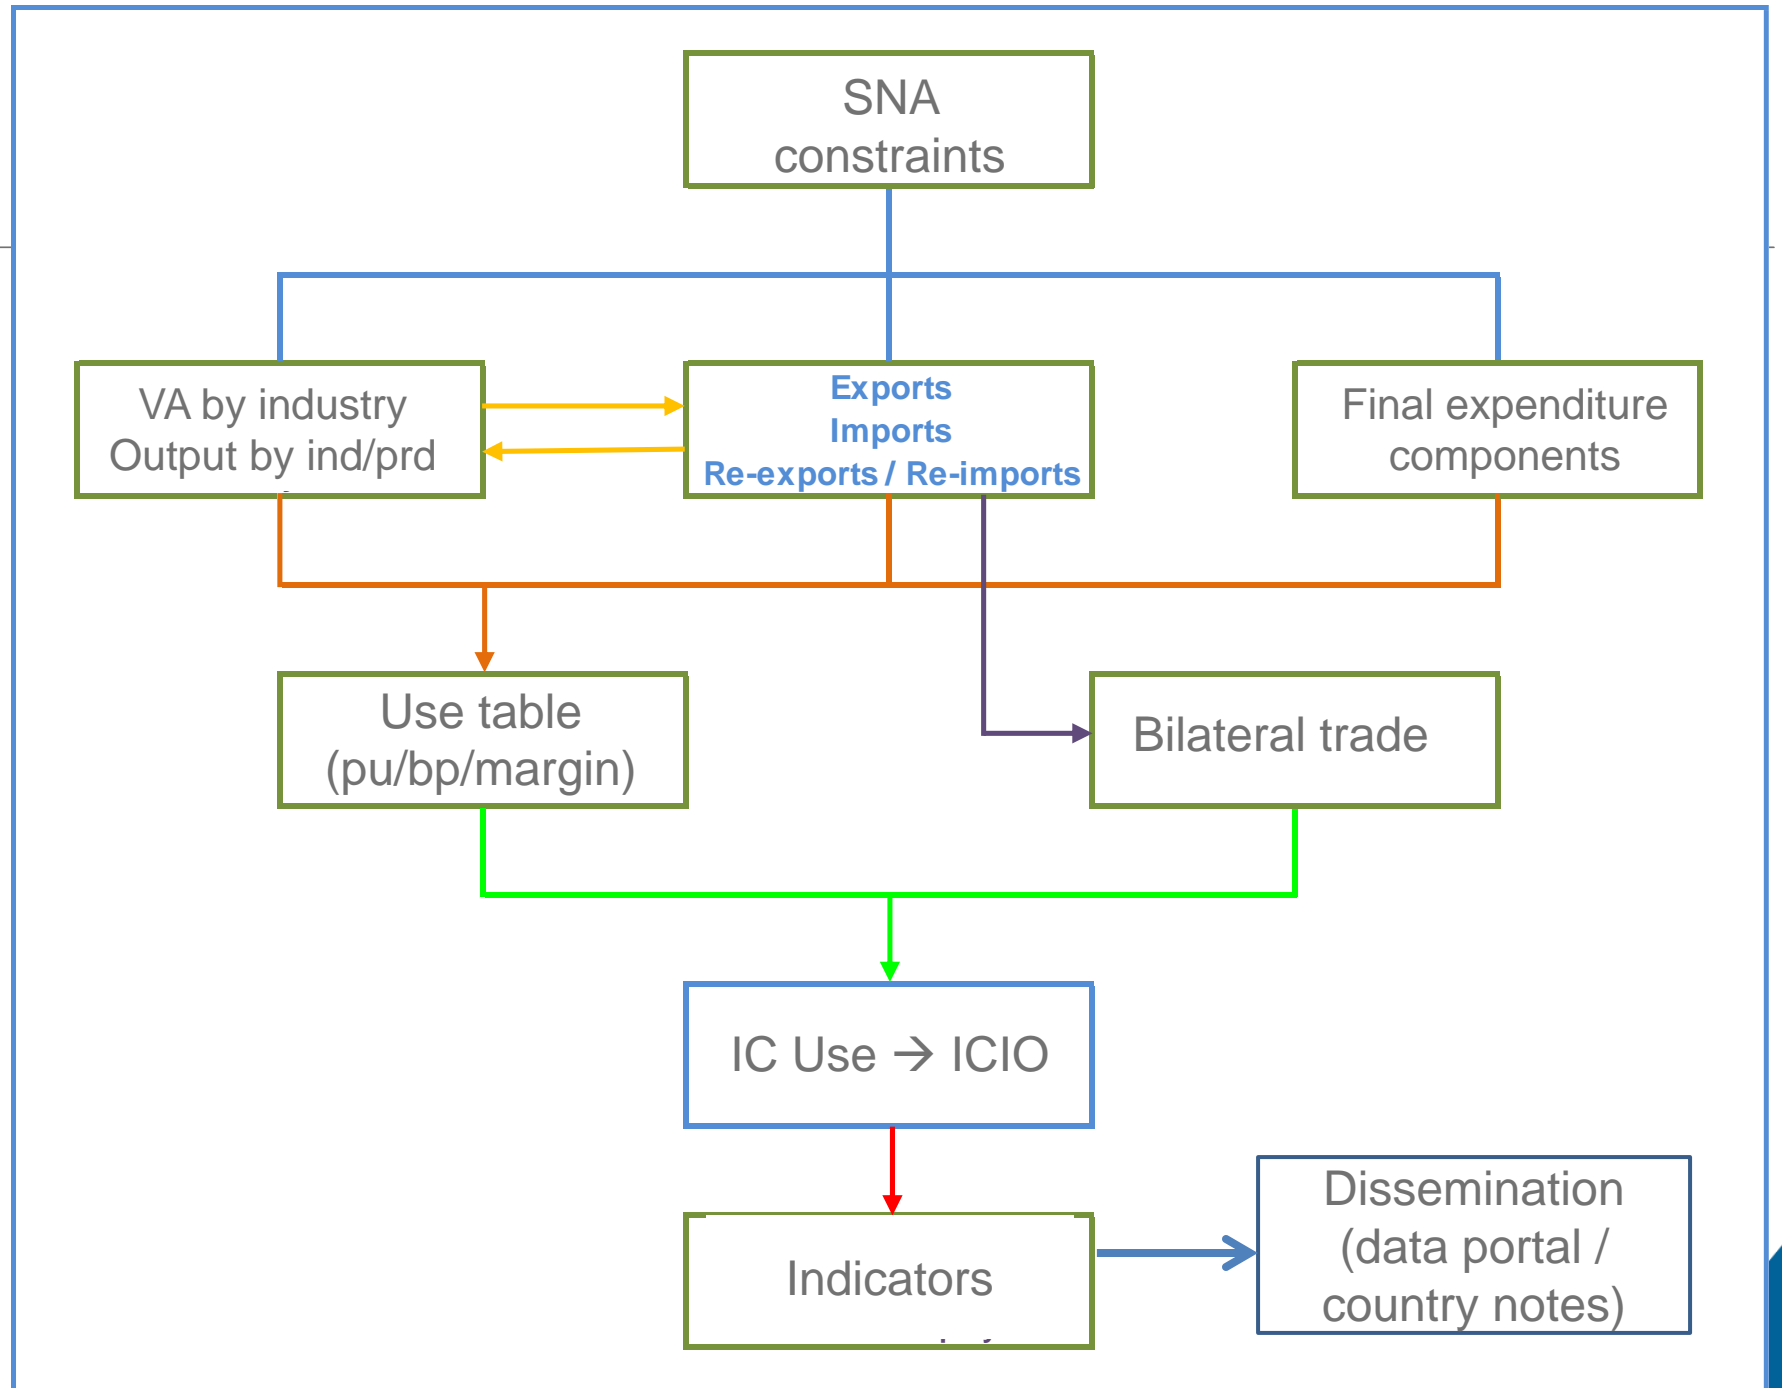 SNA
constraints
VA by industry
Output by ind/prd
Exports
Imports
Re-exports / Re-imports
Final expenditure
components
Use table
(pu/bp/margin)
Bilateral trade
IC Use → ICIO
Indicators
Dissemination
(data portal /
country notes)